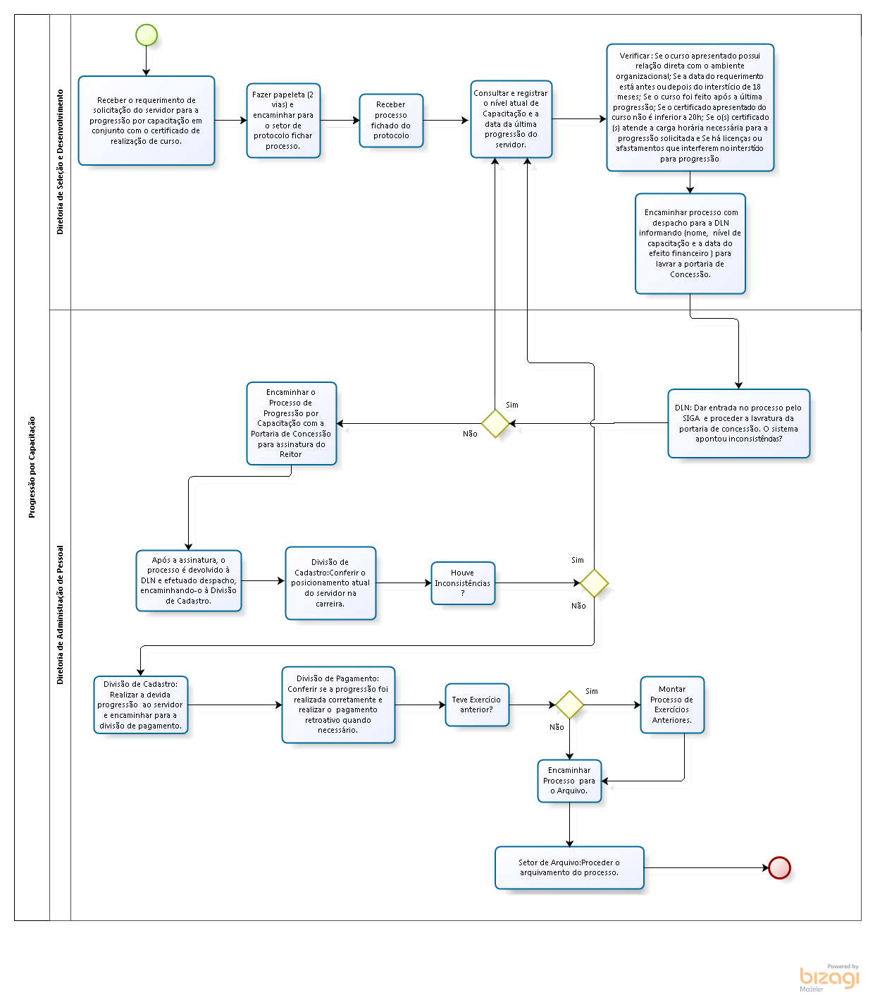 Progressão por Capacitação
Diretoria de Seleção e Desenvolvimento
Receber o requerimento de
solicitação do servidor para a
progressão por capacitação em
conjunto com o certificado de
realização de curso.
Fazer papeleta (2
vias) e
encaminhar para
o setor de
protocolo fichar
processo.
Receber
processo
fichado do
protocolo
Consultar e registrar
o nível atual de
Capacitação e a
data da última
progressão do
servidor.
Verificar: Se o curso apresentado possui
relação direta com o ambiente
organizacional; Se a data do requerimento
está antes ou depois do interstício de 18
meses; Se o curso foi feito após a última
progressão; Se o certificado apresentado do
curso não é inferior a 20h; Se o(s) certificado
(s) atende a carga horária necessária para a
progressão solicitada e Se há licenças ou
afastamentos que interferem no interstício
para progressão
Encaminhar processo com
despacho para a DLN
informando (nome, nível de
capacitação e a data do
efeito financeiro ) para
lavrar a portaria de
Concessão.
Diretoria de Administração de Pessoal
DLN: Dar entrada no processo pelo
SIGA e proceder a lavratura da
portaria de concessão. O sistema
apontou inconsistências?
Sim
Não
Encaminhar o
Processo de
Progressão por
Capacitação com a
Portaria de Concessão
para assinatura do
Reitor
Após a assinatura, o
processo é devolvido à
DLN e efetuado despacho,
encaminhando-o à Divisão
de Cadastro.
Divisão de
Cadastro:Conferir o
posicionamento atual
do servidor na
carreira.
Houve
Inconsistências
?
Sim
Não
Divisão de Cadastro:
Realizar a devida
progressão ao servidor
e encaminhar para a
divisão de pagamento.
Divisão de Pagamento:
Conferir se a progressão foi
realizada corretamente e
realizar o pagamento
retroativo quando
necessário.
Teve Exercício
anterior?
Sim
Não
Montar
Processo de
Exercícios
Anteriores.
Encaminhar
Processo para
o Arquivo.
Setor de Arquivo:Proceder o
arquivamento do processo.
Powered by
bizagi
Modeler